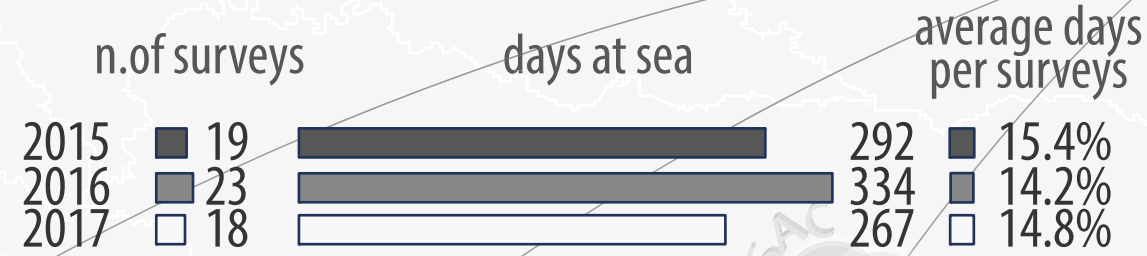 n.of surveys days at sea average days
per surveys
2015 19 292 15.4%
2016 23 334 14.2%
2017 18 267 14.8%